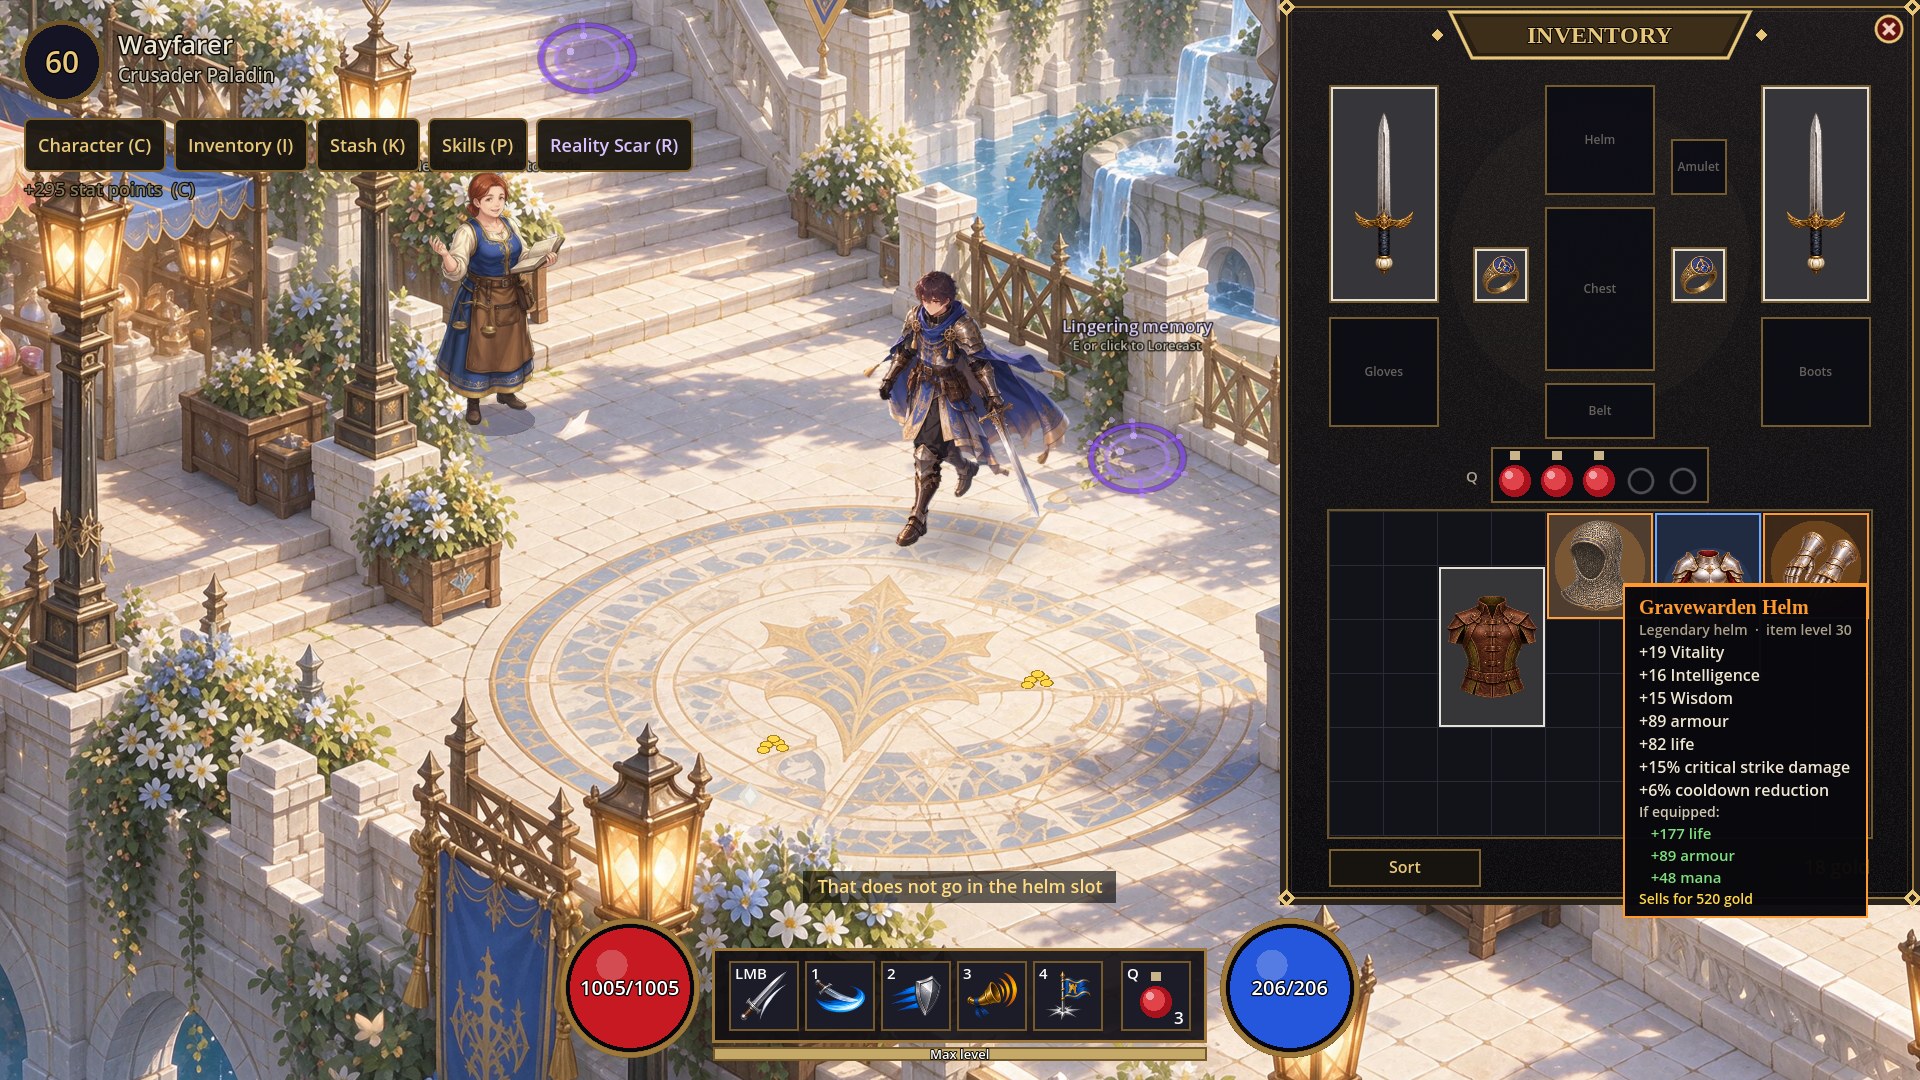 60
Wayfarer
Crusader Paladin
Character (C)
Inventory (I)
Stash (K)
Skills (P)
Reality Scar (R)
+295 stat points (C)
Lingering memory
E or click to Lorecast
That does not go in the helm slot
1005/1005
LMB
1
2
3
4
Q
3
206/206
Max level
INVENTORY
Helm
Amulet
Chest
Gloves
Boots
Belt
Q
Gravewarden Helm
Legendary helm · item level 30
+19 Vitality
+16 Intelligence
+15 Wisdom
+89 armour
+82 life
+15% critical strike damage
+6% cooldown reduction
If equipped:
+177 life
+89 armour
+48 mana
Sells for 520 gold
Sort